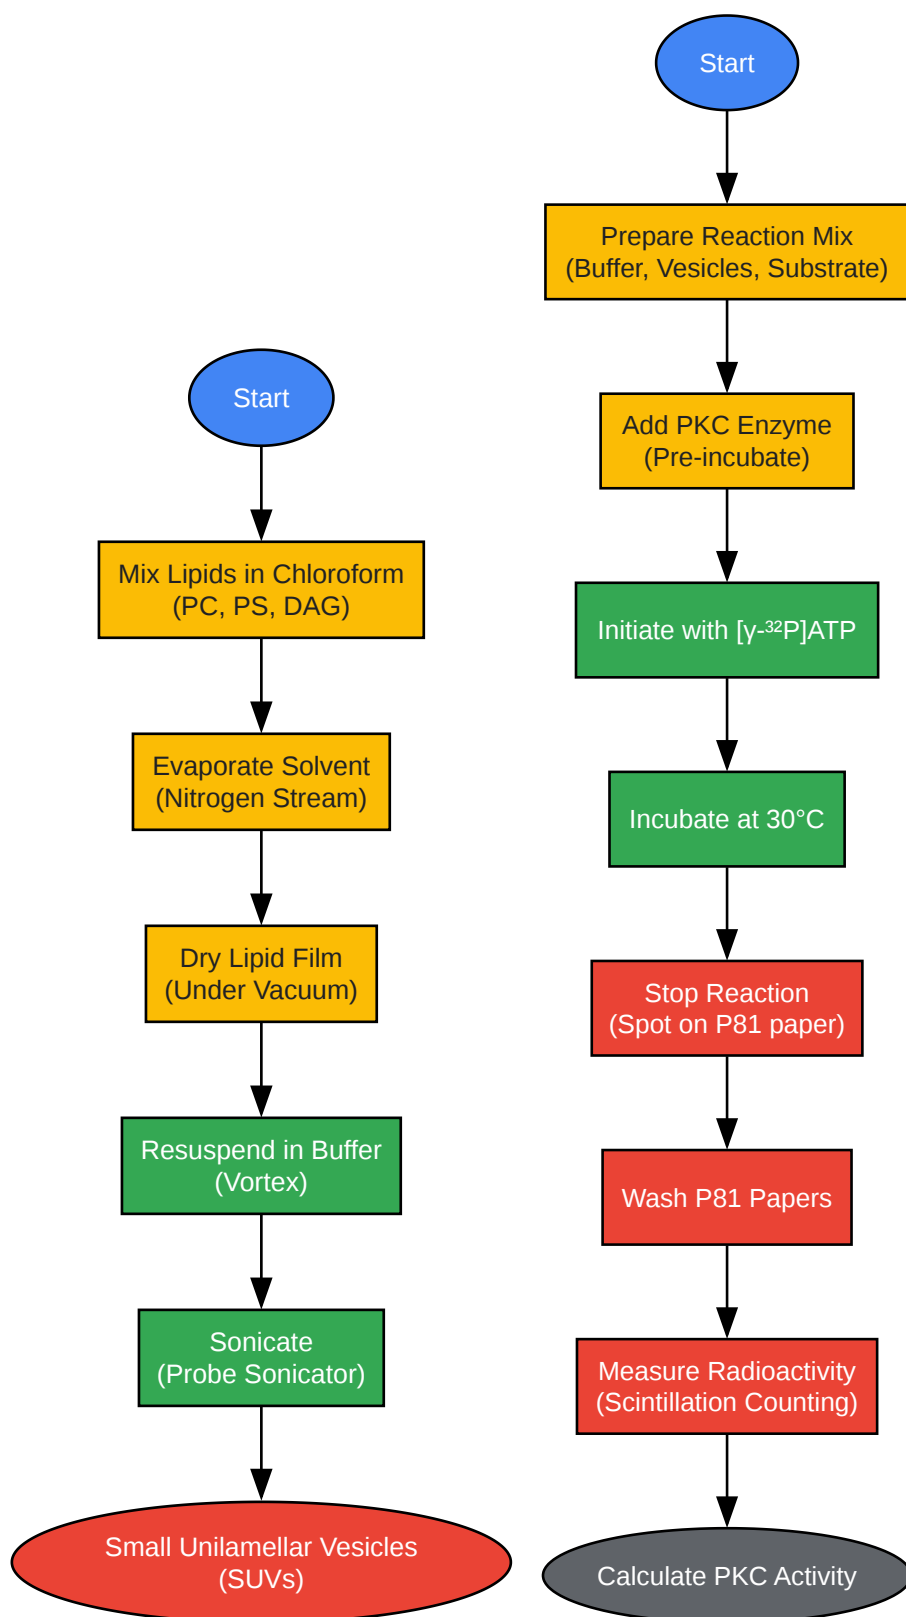 Start
Mix Lipids in Chloroform
(PC, PS, DAG)
Evaporate Solvent
(Nitrogen Stream)
Dry Lipid Film
(Under Vacuum)
Resuspend in Buffer
(Vortex)
Sonicate
(Probe Sonicator)
Small Unilamellar Vesicles
(SUVs)
Start
Prepare Reaction Mix
(Buffer, Vesicles, Substrate)
Add PKC Enzyme
(Pre-incubate)
Initiate with [γ-³²P]ATP
Incubate at 30°C
Stop Reaction
(Spot on P81 paper)
Wash P81 Papers
Measure Radioactivity
(Scintillation Counting)
Calculate PKC Activity